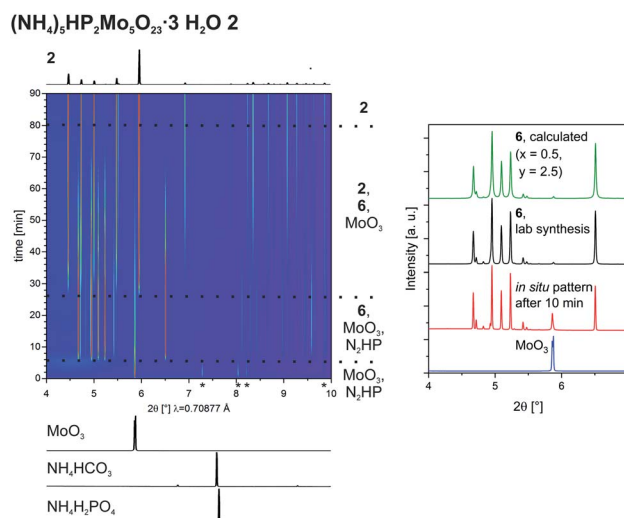 (NH₄)₅HP₂Mo₅O₂₃·3 H₂O 2
2
90
80
70
60
50
40
30
20
10
0
time [min]
2
2,
6,
MoO₃
6,
MoO₃,
N₂HP
MoO₃,
N₂HP
4 5 6 7 8 9 10
* ** *
2θ [°] λ=0.70877 Å
MoO₃
NH₄HCO₃
NH₄H₂PO₄
Intensity [a. u.]
6, calculated
(x = 0.5,
y = 2.5)
6,
lab synthesis
in situ pattern
after 10 min
MoO₃
4 5 6
2θ [°]